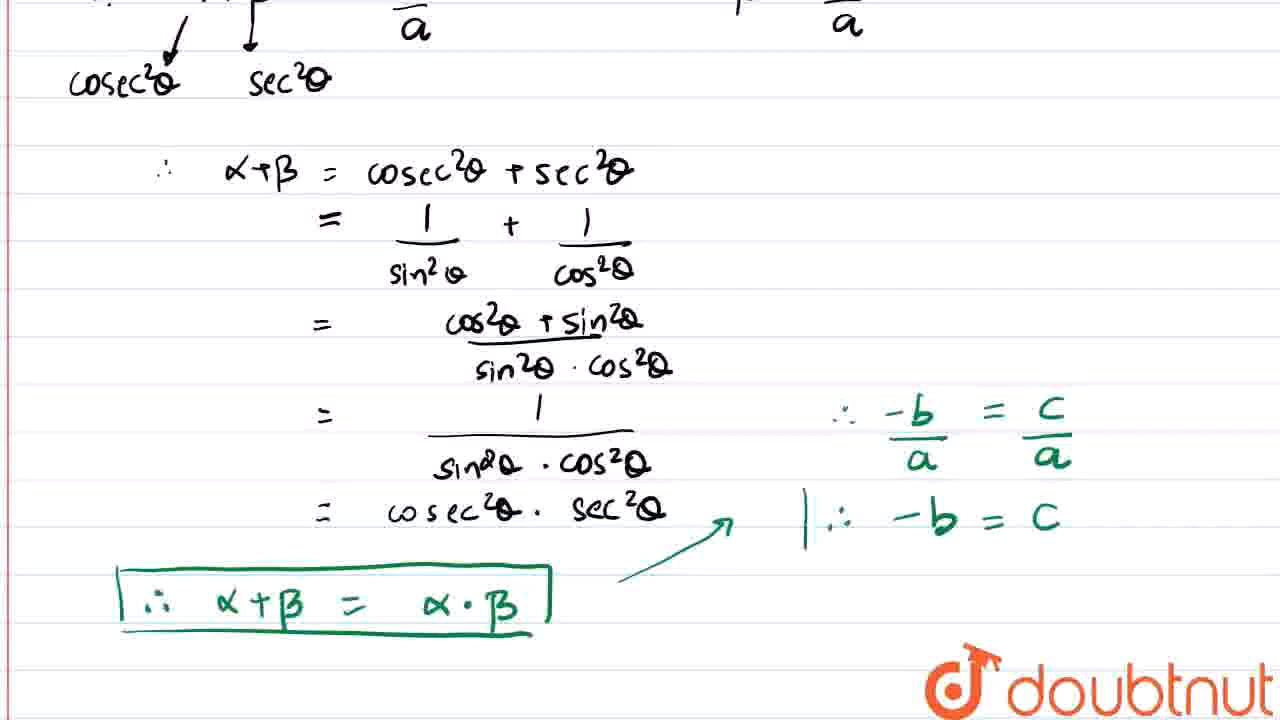 a
a
cosec²θ sec²θ
∴ α+β = cosec²θ + sec²θ
= 1/sin²θ + 1/cos²θ
= cos²θ + sin²θ / sin²θ · cos²θ
= 1 / sin²θ · cos²θ
= cosec²θ · sec²θ
∴ α+β = α·β
∴ -b/a = c/a
∴ -b = c
doubtnut